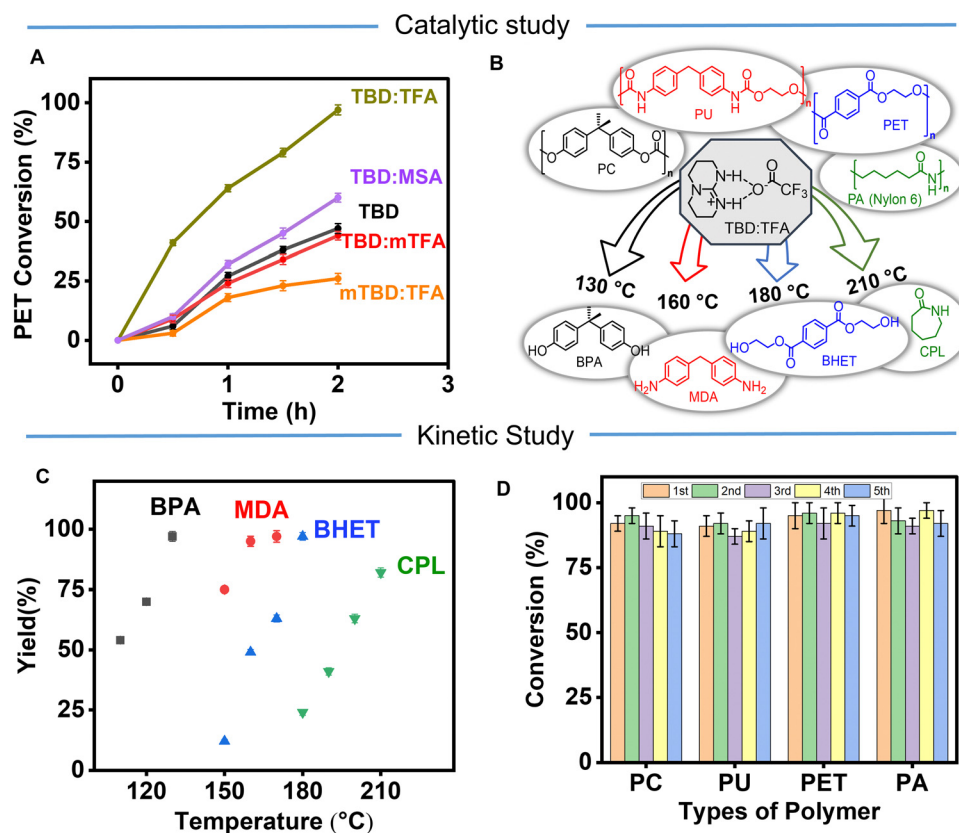 Catalytic study
A
PET Conversion (%)
100
75
50
25
0
0
1
2
3
Time (h)
TBD:TFA
TBD:MSA
TBD
TBD:mTFA
mTBD:TFA
B
PU
PET
PC
PA (Nylon 6)
TBD:TFA
130 °C
160 °C
180 °C
210 °C
BPA
MDA
BHET
CPL
Kinetic Study
C
Yield(%)
100
75
50
25
0
120
150
180
210
Temperature (°C)
BPA
MDA
BHET
CPL
D
1st 2nd 3rd 4th 5th
Conversion (%)
100
75
50
25
0
PC
PU
PET
PA
Types of Polymer